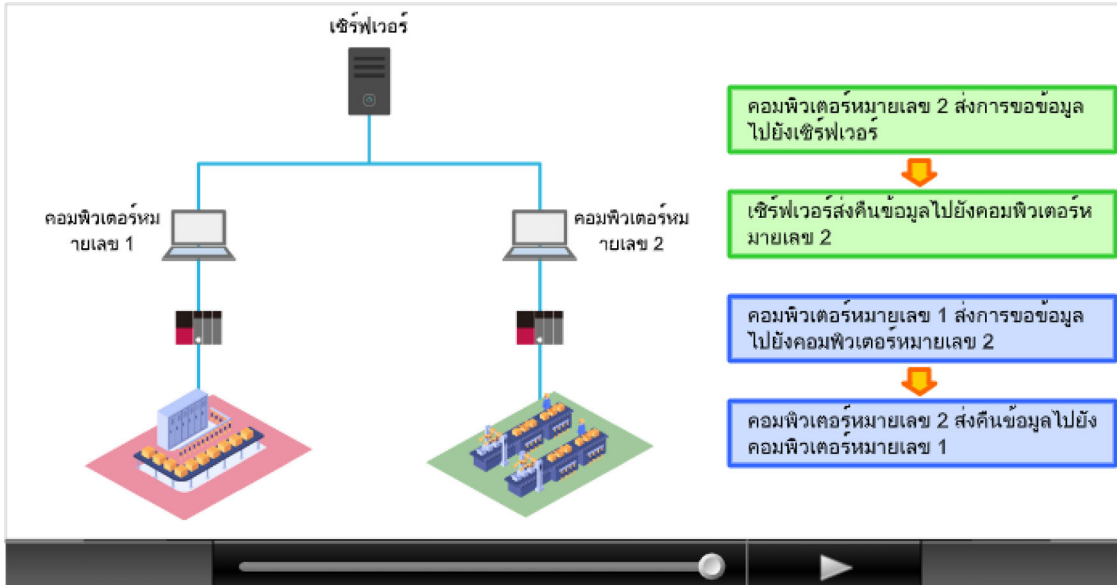 เซิร์ฟเวอร์
คอมพิวเตอร์หม
ายเลข 1
คอมพิวเตอร์หม
ายเลข 2
คอมพิวเตอร์หมายเลข 2 ส่งการขอข้อมูล
ไปยังเซิร์ฟเวอร์
เซิร์ฟเวอร์ส่งคืนข้อมูลไปยังคอมพิวเตอร์ห
มายเลข 2
คอมพิวเตอร์หมายเลข 1 ส่งการขอข้อมูล
ไปยังคอมพิวเตอร์หมายเลข 2
คอมพิวเตอร์หมายเลข 2 ส่งคืนข้อมูลไปยัง
คอมพิวเตอร์หมายเลข 1